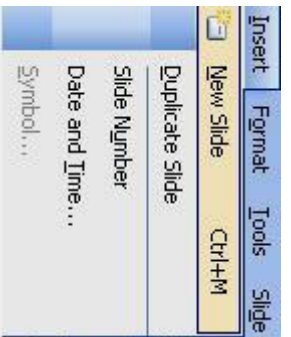 Insert Format Tools Slide
New Slide Ctrl+M
Duplicate Slide
Slide Number
Date and Time...
Symbol...